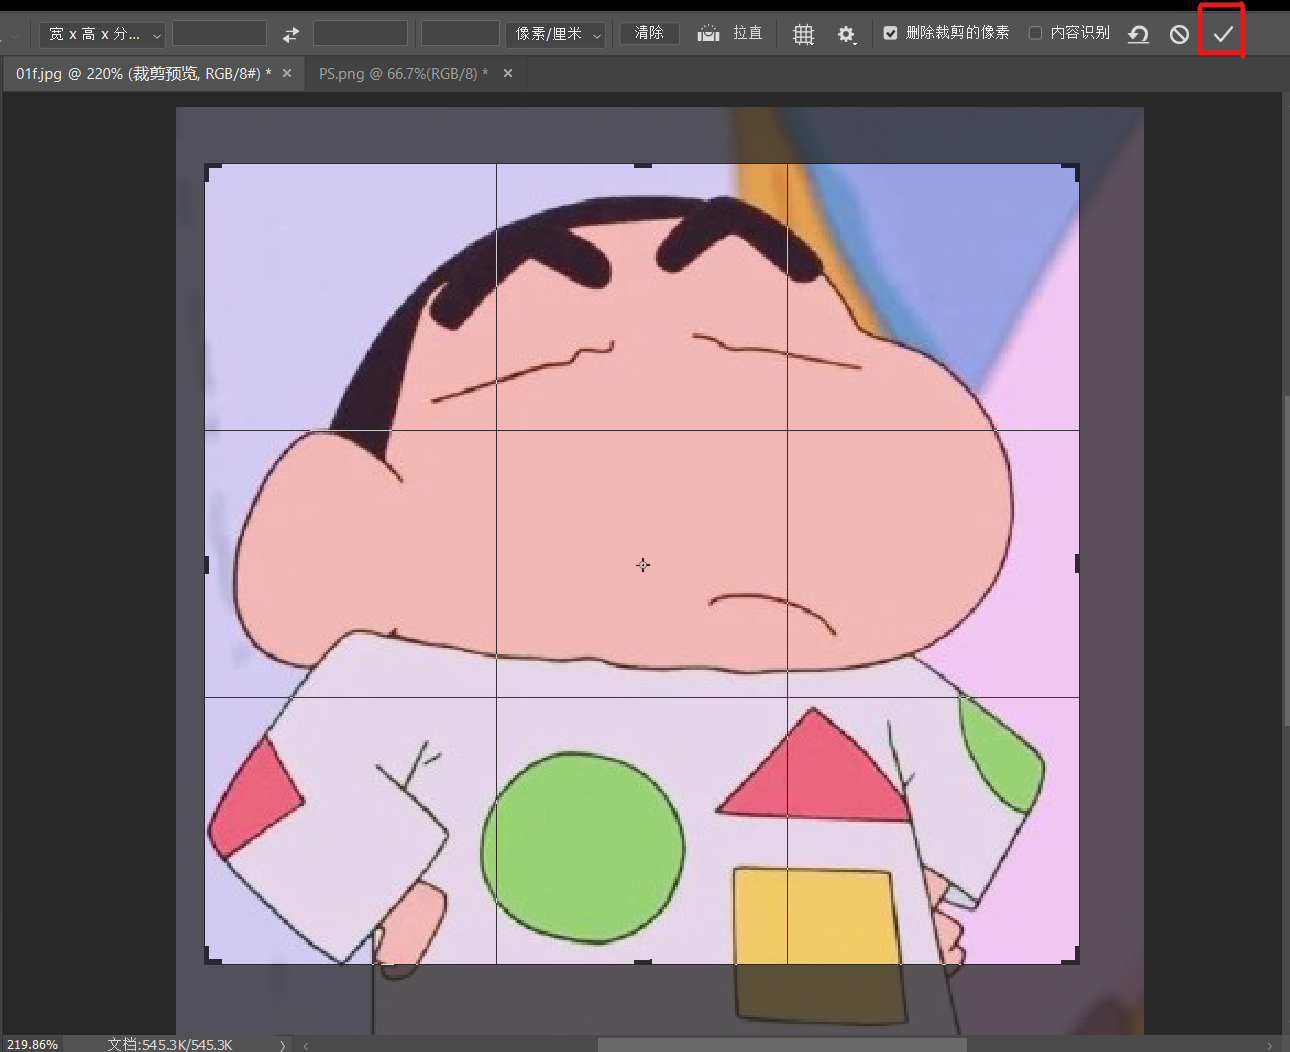 宽 x 高 x 分... 像素/厘米 清除 拉直 删除裁剪的像素 内容识别
01f.jpg @ 220% (裁剪预览, RGB/8#) * × PS.png @ 66.7%(RGB/8) * ×
219.86% 文档:545.3K/545.3K